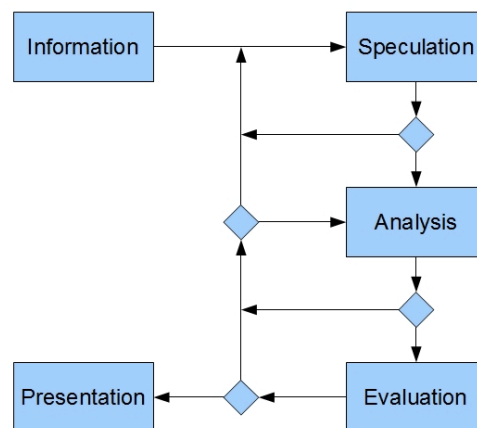 Information
Speculation
Analysis
Presentation
Evaluation